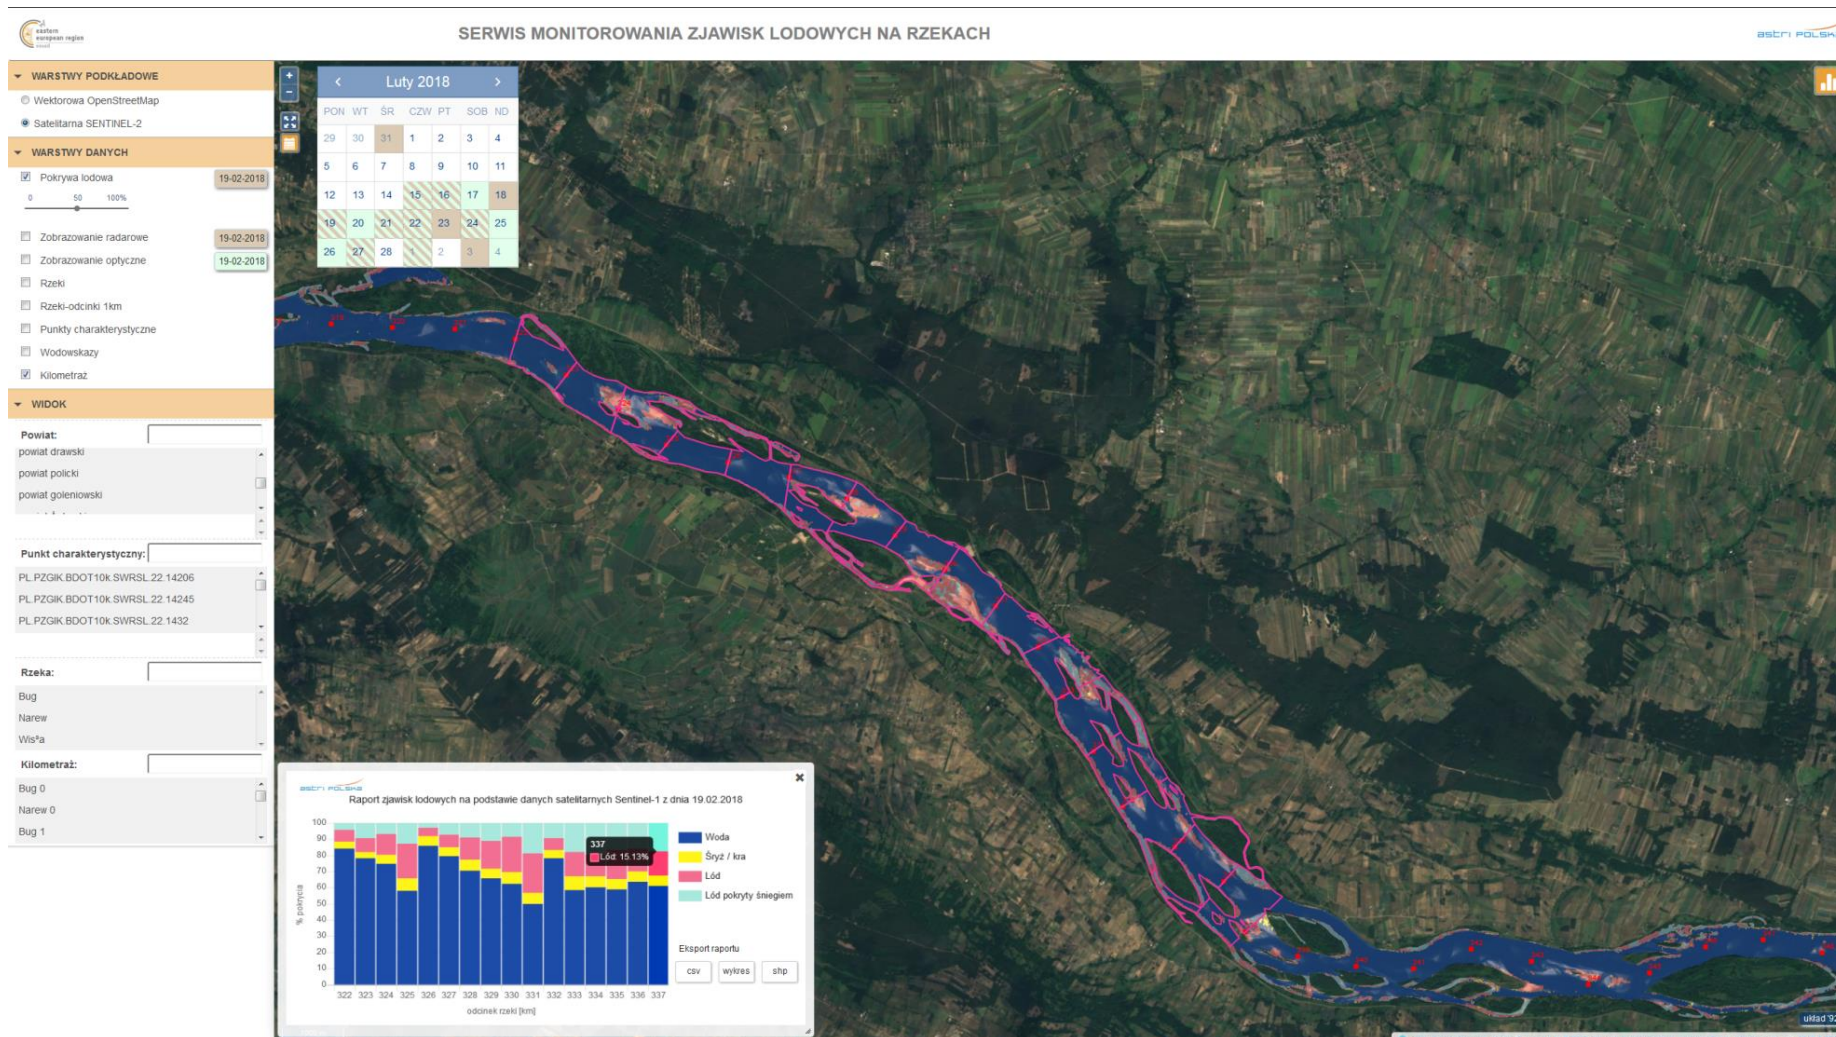 eastern
european region
SERWIS MONITOROWANIA ZJAWISK LODOWYCH NA RZEKACH
astri POLSKA
WARSTWY PODKŁADOWE
Wektorowa OpenStreetMap
Satelitarna SENTINEL-2
WARSTWY DANYCH
Pokrywa lodowa 19-02-2018
0 50 100%
Zobrazowanie radarowe 19-02-2018
Zobrazowanie optyczne 19-02-2018
Rzeki
Rzeki-odcinki 1km
Punkty charakterystyczne
Wodowskazy
Kilometraż
WIDOK
Powiat:
powiat drawski
powiat policki
powiat goleniowski
Punkt charakterystyczny:
PL.PZGIK.BDOT10k.SWRSL.22.14206
PL.PZGIK.BDOT10k.SWRSL.22.14245
PL.PZGIK.BDOT10k.SWRSL.22.1432
Rzeka:
Bug
Narew
Wisªa
Kilometraż:
Bug 0
Narew 0
Bug 1
+
-
‹ Luty 2018 ›
PON WT ŚR CZW PT SOB ND
29 30 31 1 2 3 4
5 6 7 8 9 10 11
12 13 14 15 16 17 18
19 20 21 22 23 24 25
26 27 28 1 2 3 4
astri POLSKA
Raport zjawisk lodowych na podstawie danych satelitarnych Sentinel-1 z dnia 19.02.2018
100
90
80
70
60
50
40
30
20
10
0
% pokrycia
322 323 324 325 326 327 328 329 330 331 332 333 334 335 336 337
odcinek rzeki [km]
337
Lód: 15.13%
Woda
Śryż / kra
Lód
Lód pokryty śniegiem
Eksport raportu
csv wykres shp
układ '92